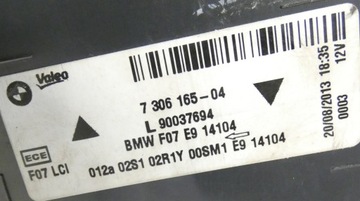 Valeo
7 306 165-04
L 90037694
BMW F07 E9 14104
ECE
F07 LCI
012a 02S1 02R1Y 00SM1 E9 14104
20/08/2013 18:35
0003 12V